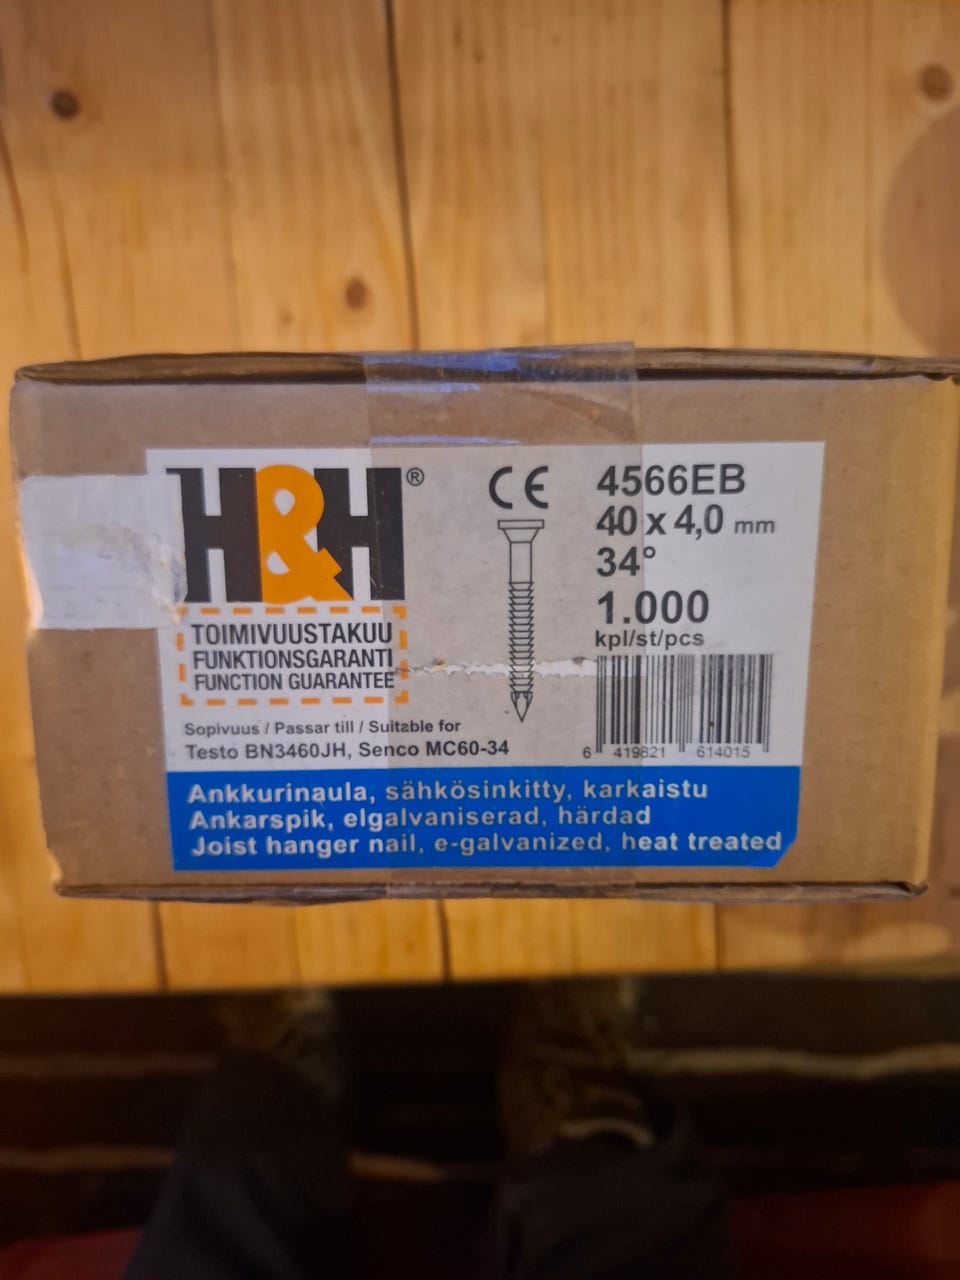 H&H®
TOIMIVUUSTAKUU
FUNKTIONSGARANTI
FUNCTION GUARANTEE
Sopivuus / Passar till / Suitable for
Testo BN3460JH, Senco MC60-34
CE
4566EB
40 x 4,0 mm
34°
1.000
kpl/st/pcs
6 419821 614015
Ankkurinaula, sähkösinkitty, karkaistu
Ankarspik, elgalvaniserad, härdad
Joist hanger nail, e-galvanized, heat treated